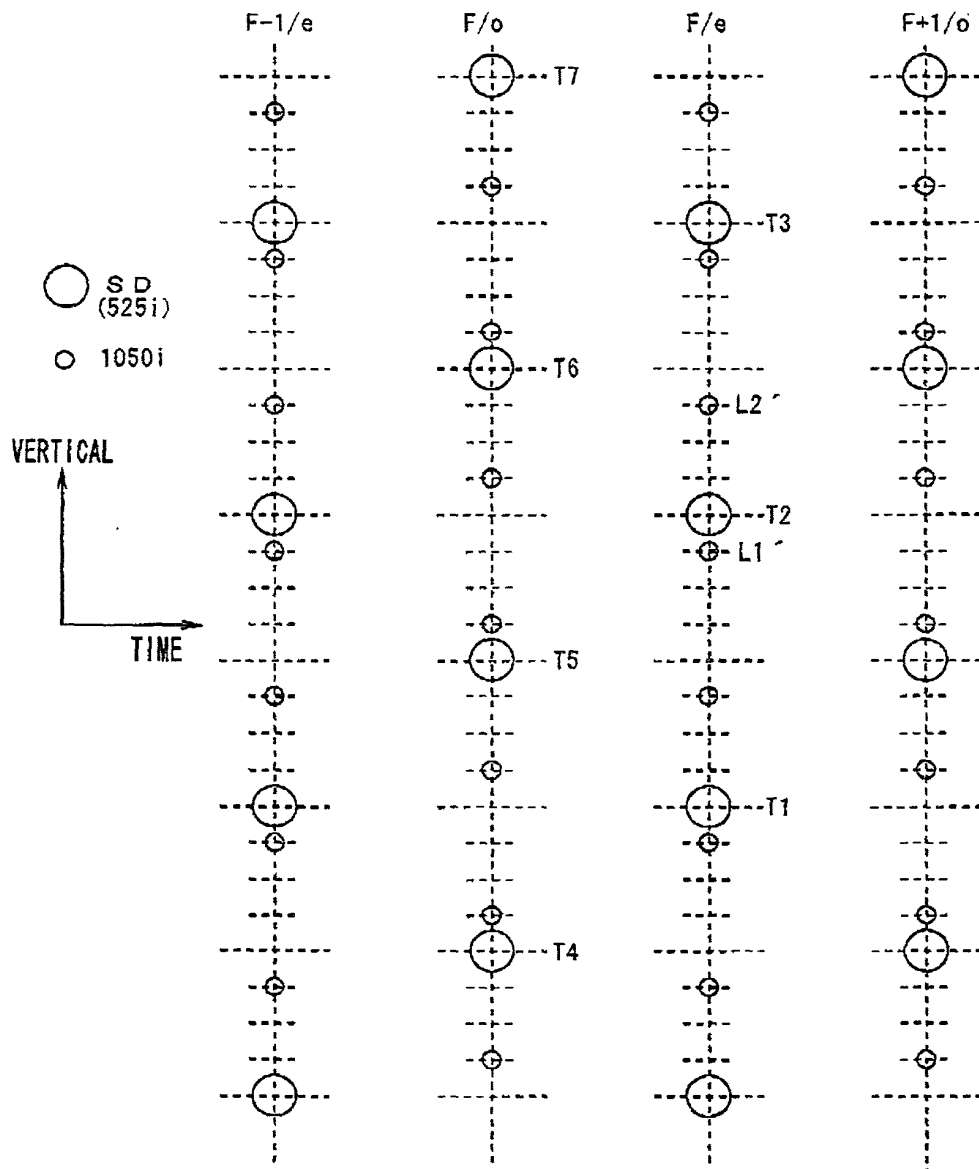 F-1/e F/o F/e F+1/o
T7
T3
SD
(525i)
1050i
T6
L2´
VERTICAL
T2
L1´
TIME
T5
T1
T4